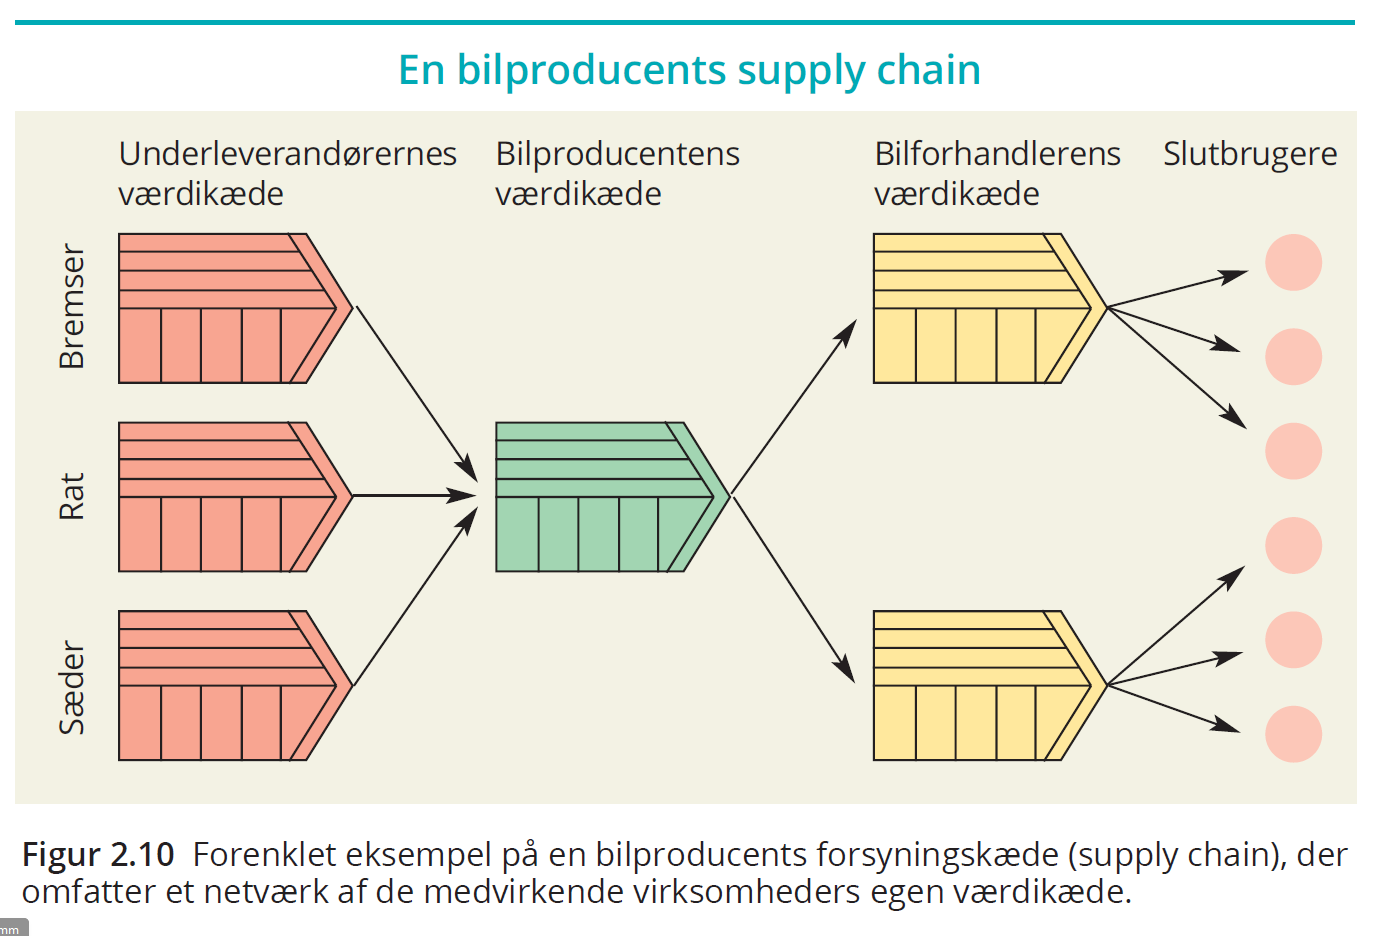 En bilproducents supply chain
Underleverandørernes
værdikæde
Bilproducentens
værdikæde
Bilforhandlerens
værdikæde
Slutbrugere
Bremser
Rat
Sæder
Figur 2.10 Forenklet eksempel på en bilproducents forsyningskæde (supply chain), der
omfatter et netværk af de medvirkende virksomheders egen værdikæde.
mm